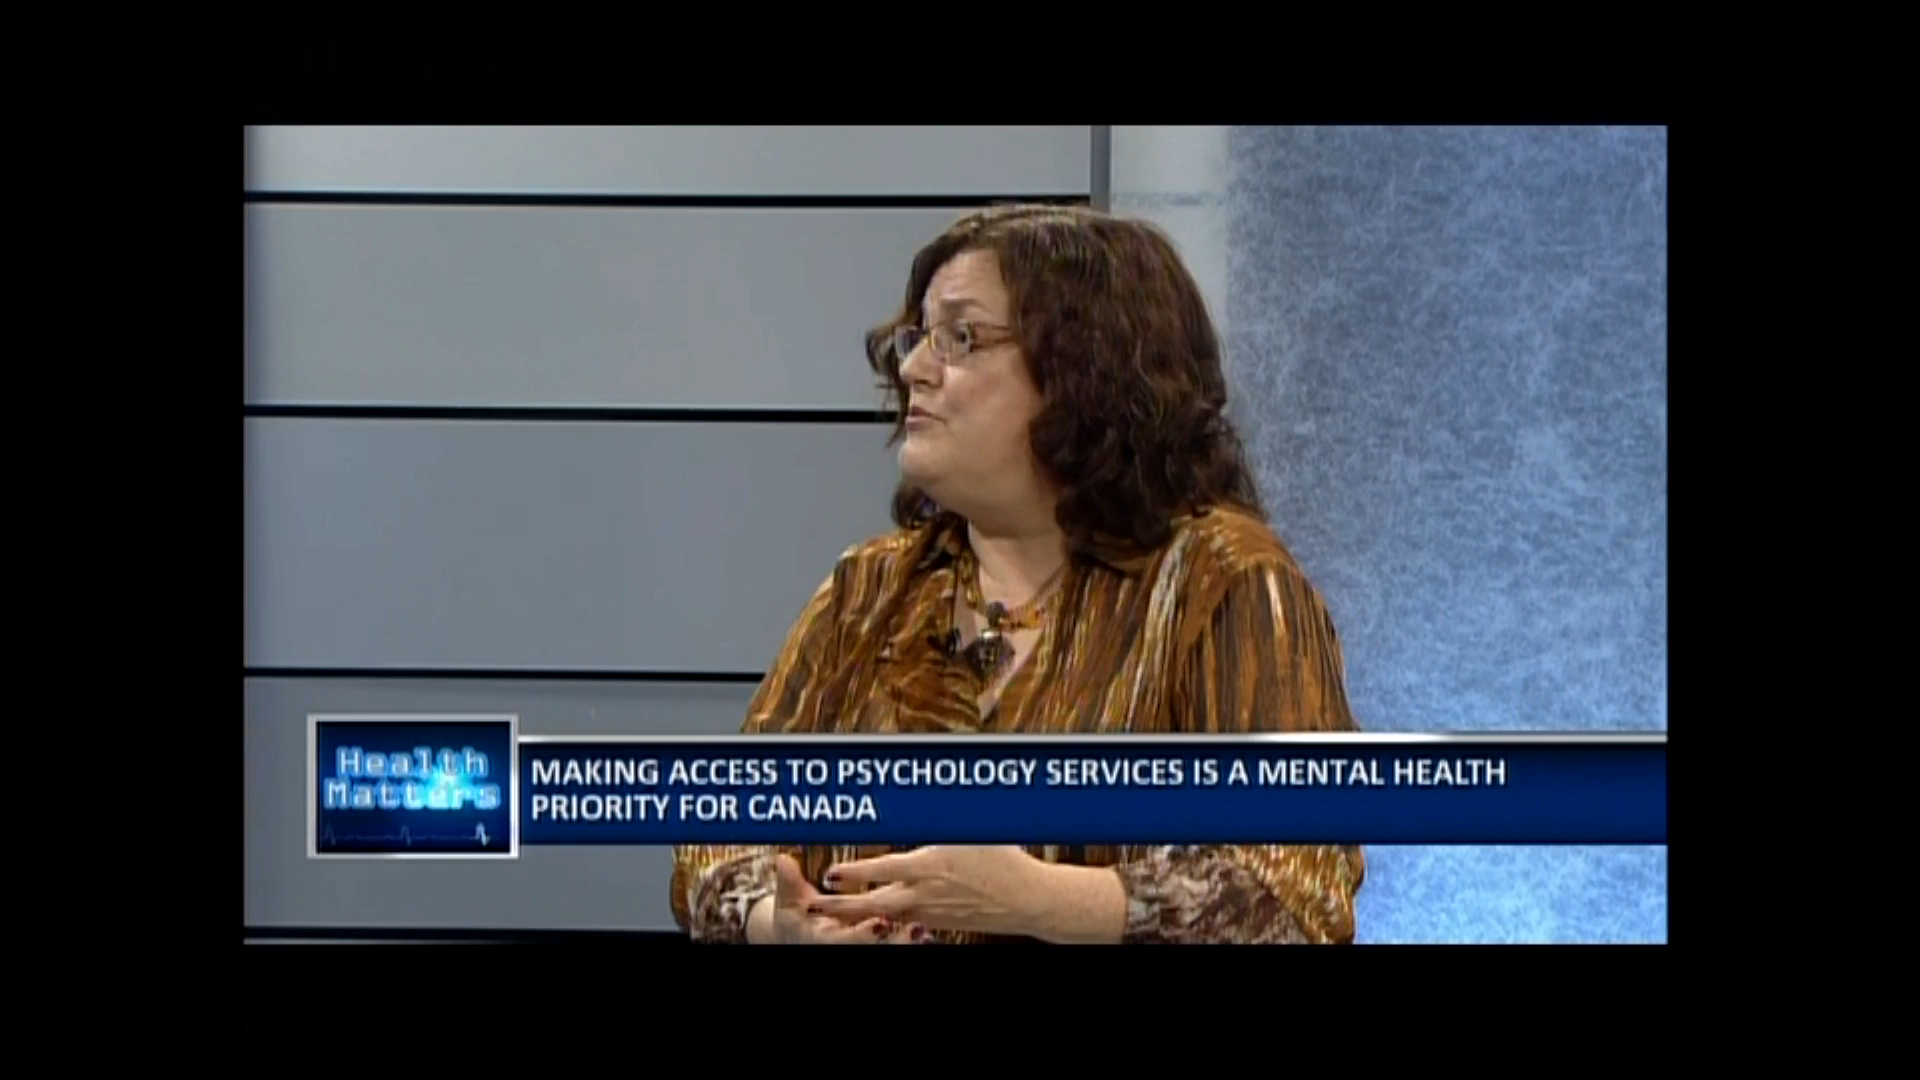 Health
Matters
MAKING ACCESS TO PSYCHOLOGY SERVICES IS A MENTAL HEALTH
PRIORITY FOR CANADA